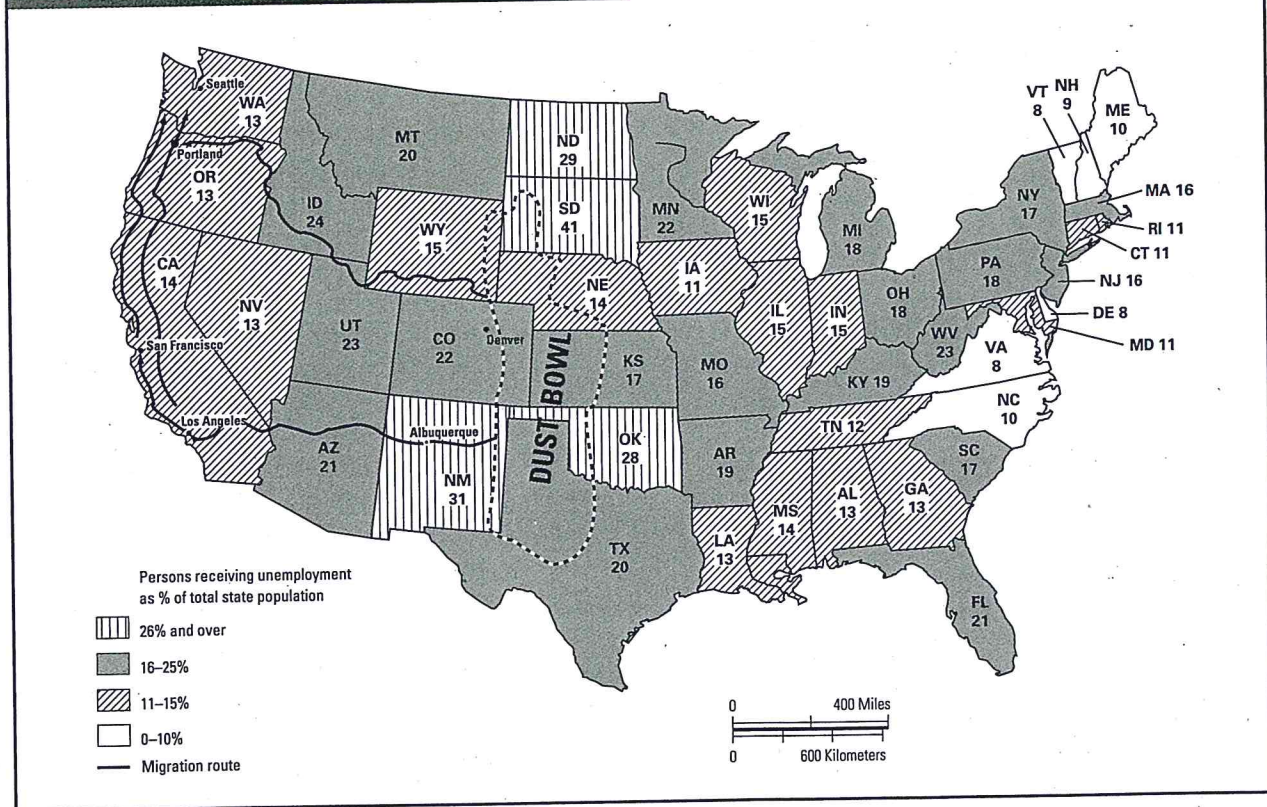 Seattle
WA
13
Portland
OR
13
MT
20
ID
24
WY
15
ND
29
SD
41
MN
22
WI
15
MI
18
NY
17
VT
8
NH
9
ME
10
MA 16
RI 11
CT 11
NJ 16
DE 8
MD 11
PA
18
OH
18
IN
15
IL
15
IA
11
NE
14
CA
14
NV
13
San Francisco
UT
23
CO
22
Denver
DUST BOWL
KS
17
MO
16
KY 19
WV
23
VA
8
NC
10
TN 12
SC
17
Los Angeles
AZ
21
Albuquerque
NM
31
OK
28
AR
19
MS
14
AL
13
GA
13
LA
13
TX
20
FL
21
Persons receiving unemployment
as % of total state population
26% and over
16–25%
11–15%
0–10%
Migration route
0 400 Miles
0 600 Kilometers